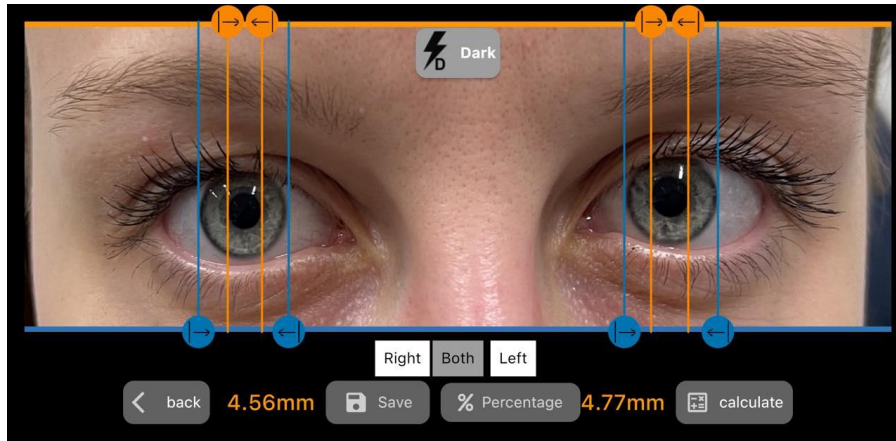 D Dark
Right Both Left
back 4.56mm Save % Percentage 4.77mm calculate